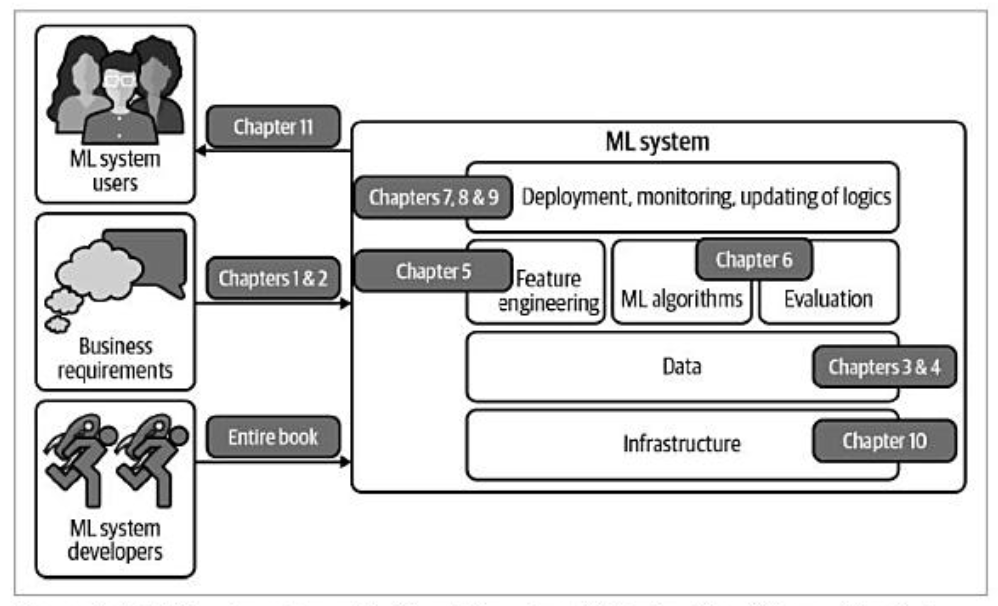 ML system
users
Chapter 11
Business
requirements
Chapters 1 & 2
ML system
developers
Entire book
ML system
Chapters 7, 8 & 9
Deployment, monitoring, updating of logics
Chapter 5
Feature
engineering
Chapter 6
ML algorithms
Evaluation
Data
Chapters 3 & 4
Infrastructure
Chapter 10